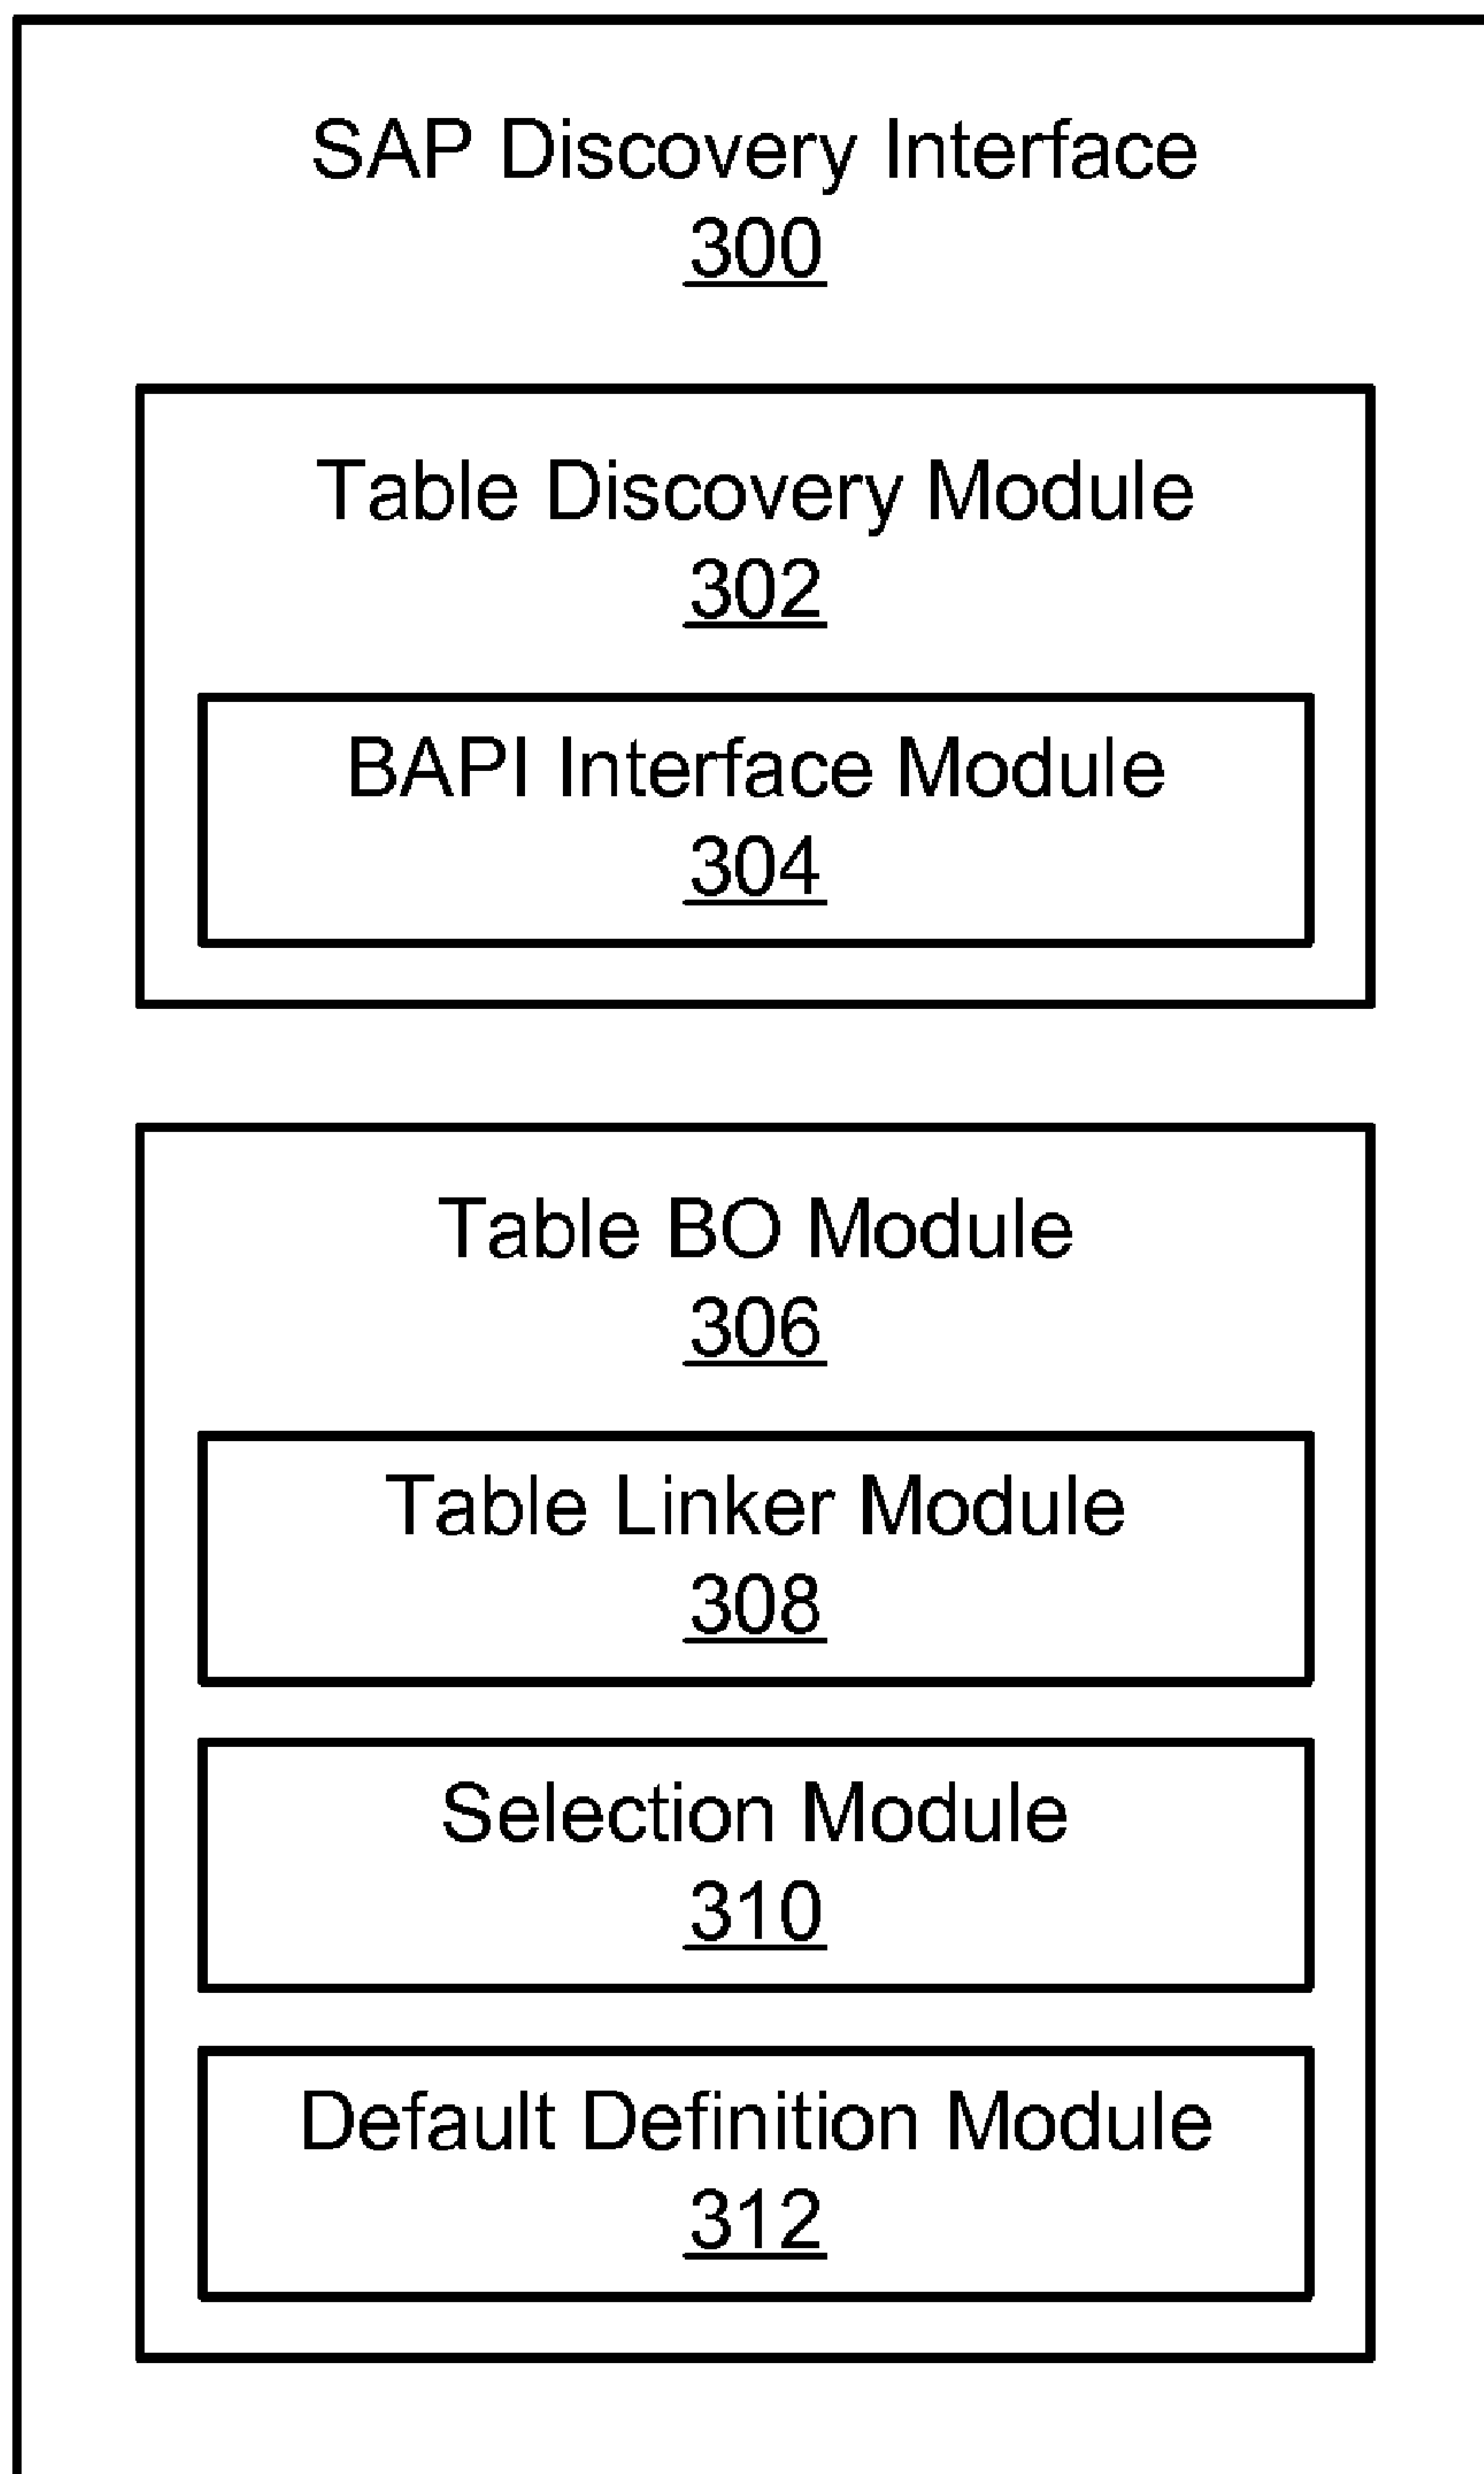 SAP Discovery Interface
300
Table Discovery Module
302
BAPI Interface Module
304
Table BO Module
306
Table Linker Module
308
Selection Module
310
Default Definition Module
312